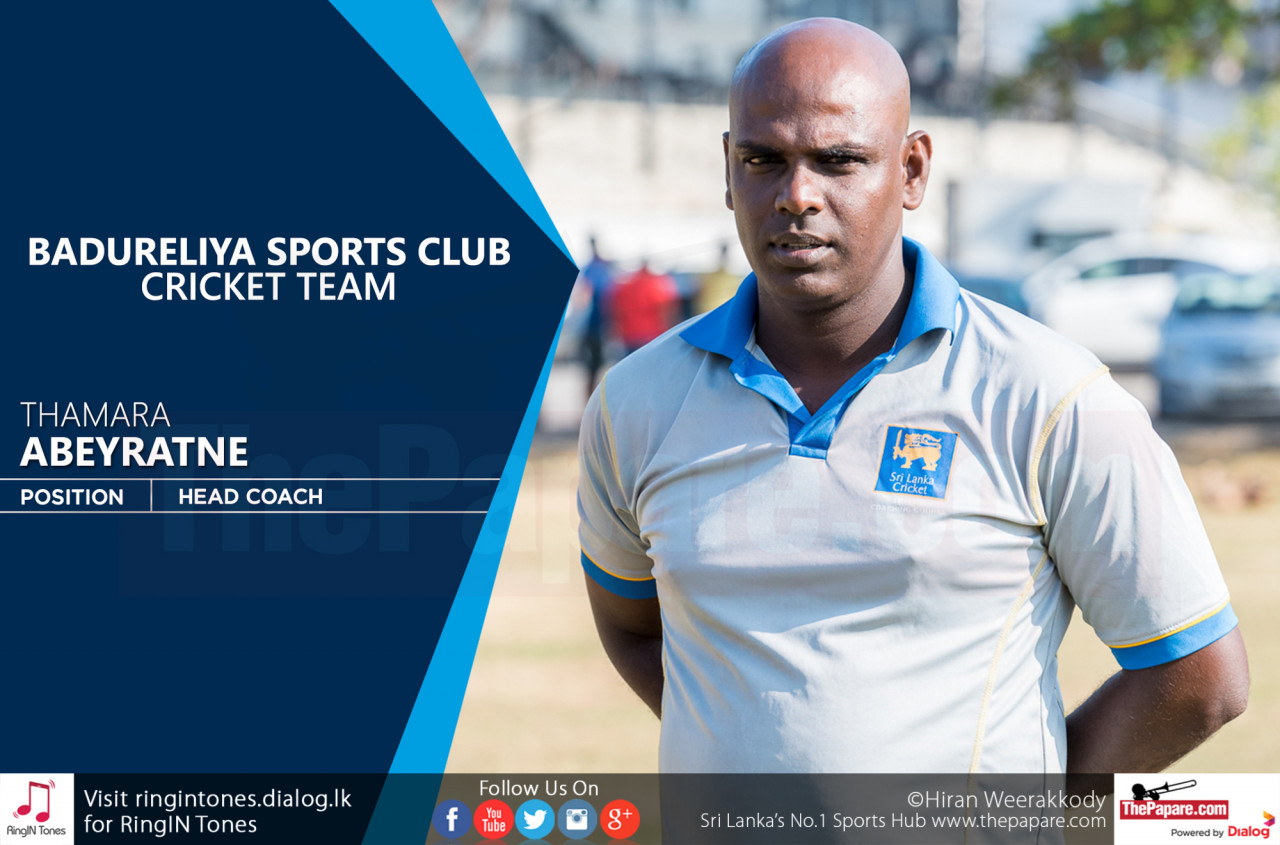 BADURELIYA SPORTS CLUB
CRICKET TEAM
THAMARA
ABEYRATNE
POSITION
HEAD COACH
ThePapare.com
Sri Lanka
Cricket
RingIN Tones
Visit ringintones.dialog.lk
for RingIN Tones
Follow Us On
f
You
Tube
g+
©Hiran Weerakkody
Sri Lanka's No.1 Sports Hub www.thepapare.com
ThePapare.com
Powered by Dialog